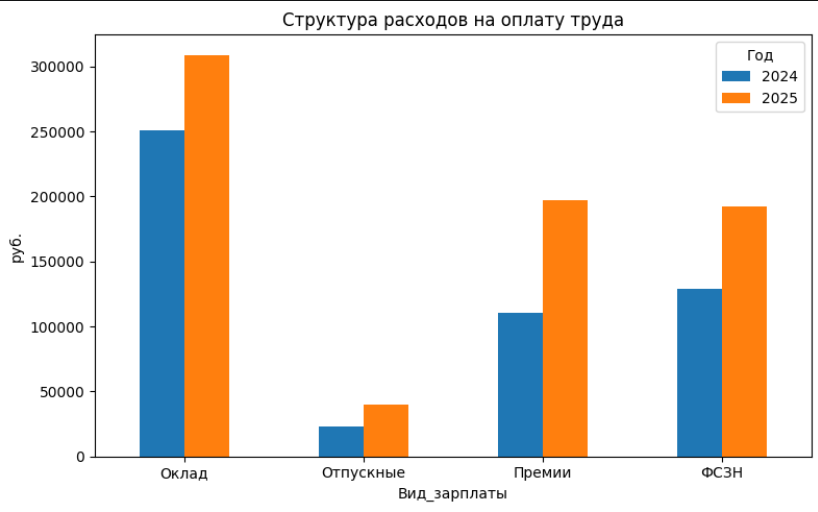 Структура расходов на оплату труда
Год
2024
2025
руб.
300000
250000
200000
150000
100000
50000
0
Оклад
Отпускные
Премии
ФСЗН
Вид_зарплаты